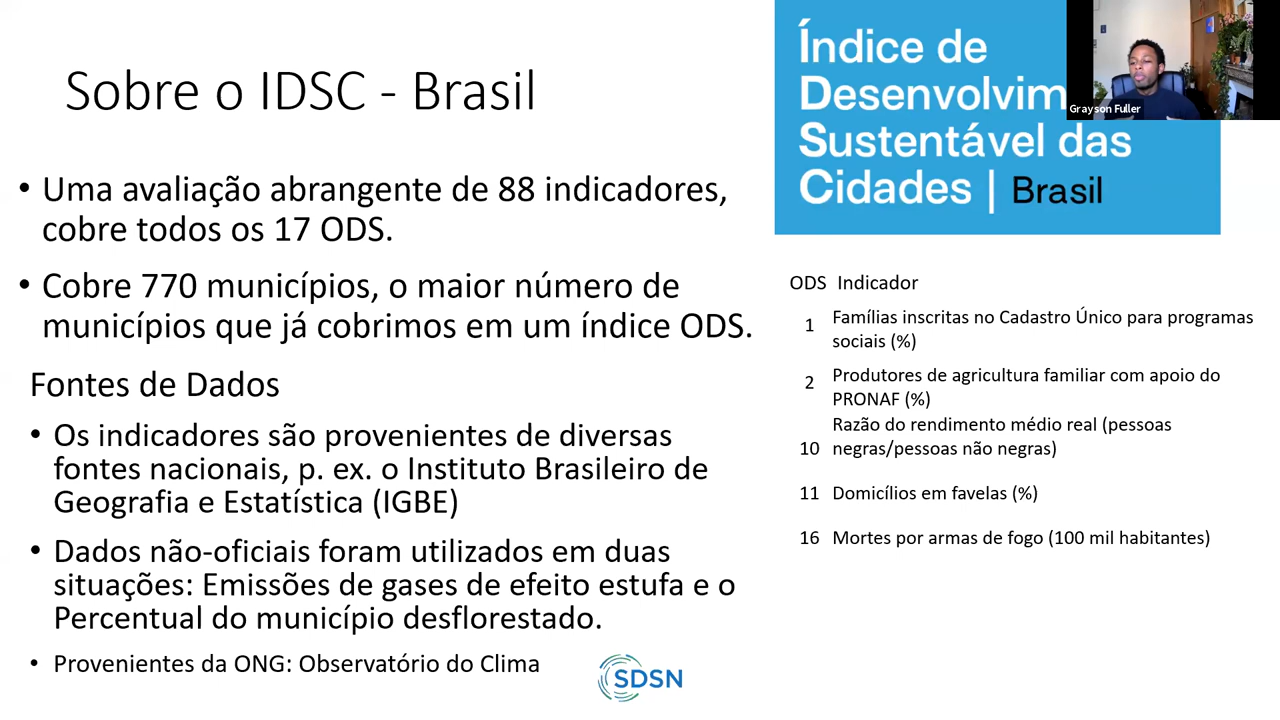 Sobre o IDSC - Brasil
• Uma avaliação abrangente de 88 indicadores,
cobre todos os 17 ODS.
• Cobre 770 municípios, o maior número de
municípios que já cobrimos em um índice ODS.
Fontes de Dados
• Os indicadores são provenientes de diversas
fontes nacionais, p. ex. o Instituto Brasileiro de
Geografia e Estatística (IGBE)
• Dados não-oficiais foram utilizados em duas
situações: Emissões de gases de efeito estufa e o
Percentual do município desflorestado.
• Provenientes da ONG: Observatório do Clima
SDSN
Índice de
Desenvolvim
Sustentável das
Cidades | Brasil
Grayson Fuller
ODS Indicador
1 Famílias inscritas no Cadastro Único para programas
sociais (%)
2 Produtores de agricultura familiar com apoio do
PRONAF (%)
Razão do rendimento médio real (pessoas
10 negras/pessoas não negras)
11 Domicílios em favelas (%)
16 Mortes por armas de fogo (100 mil habitantes)